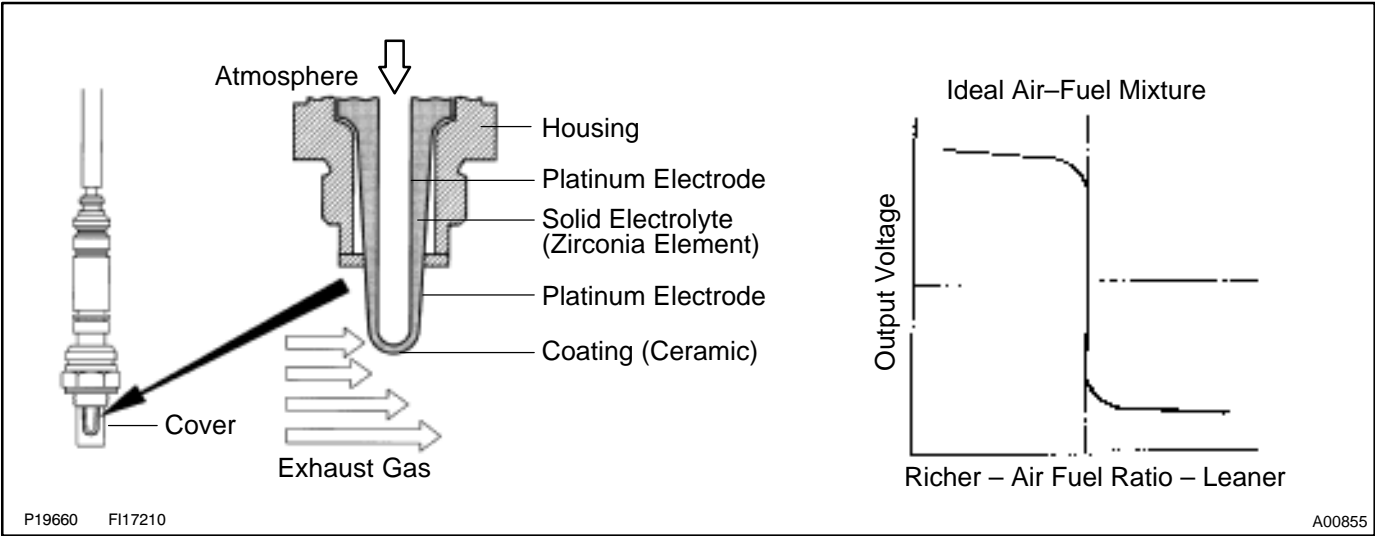 Atmosphere
Housing
Platinum Electrode
Solid Electrolyte
(Zirconia Element)
Platinum Electrode
Coating (Ceramic)
Cover
Exhaust Gas
Ideal Air–Fuel Mixture
Output Voltage
Richer – Air Fuel Ratio – Leaner
P19660 FI17210
A00855